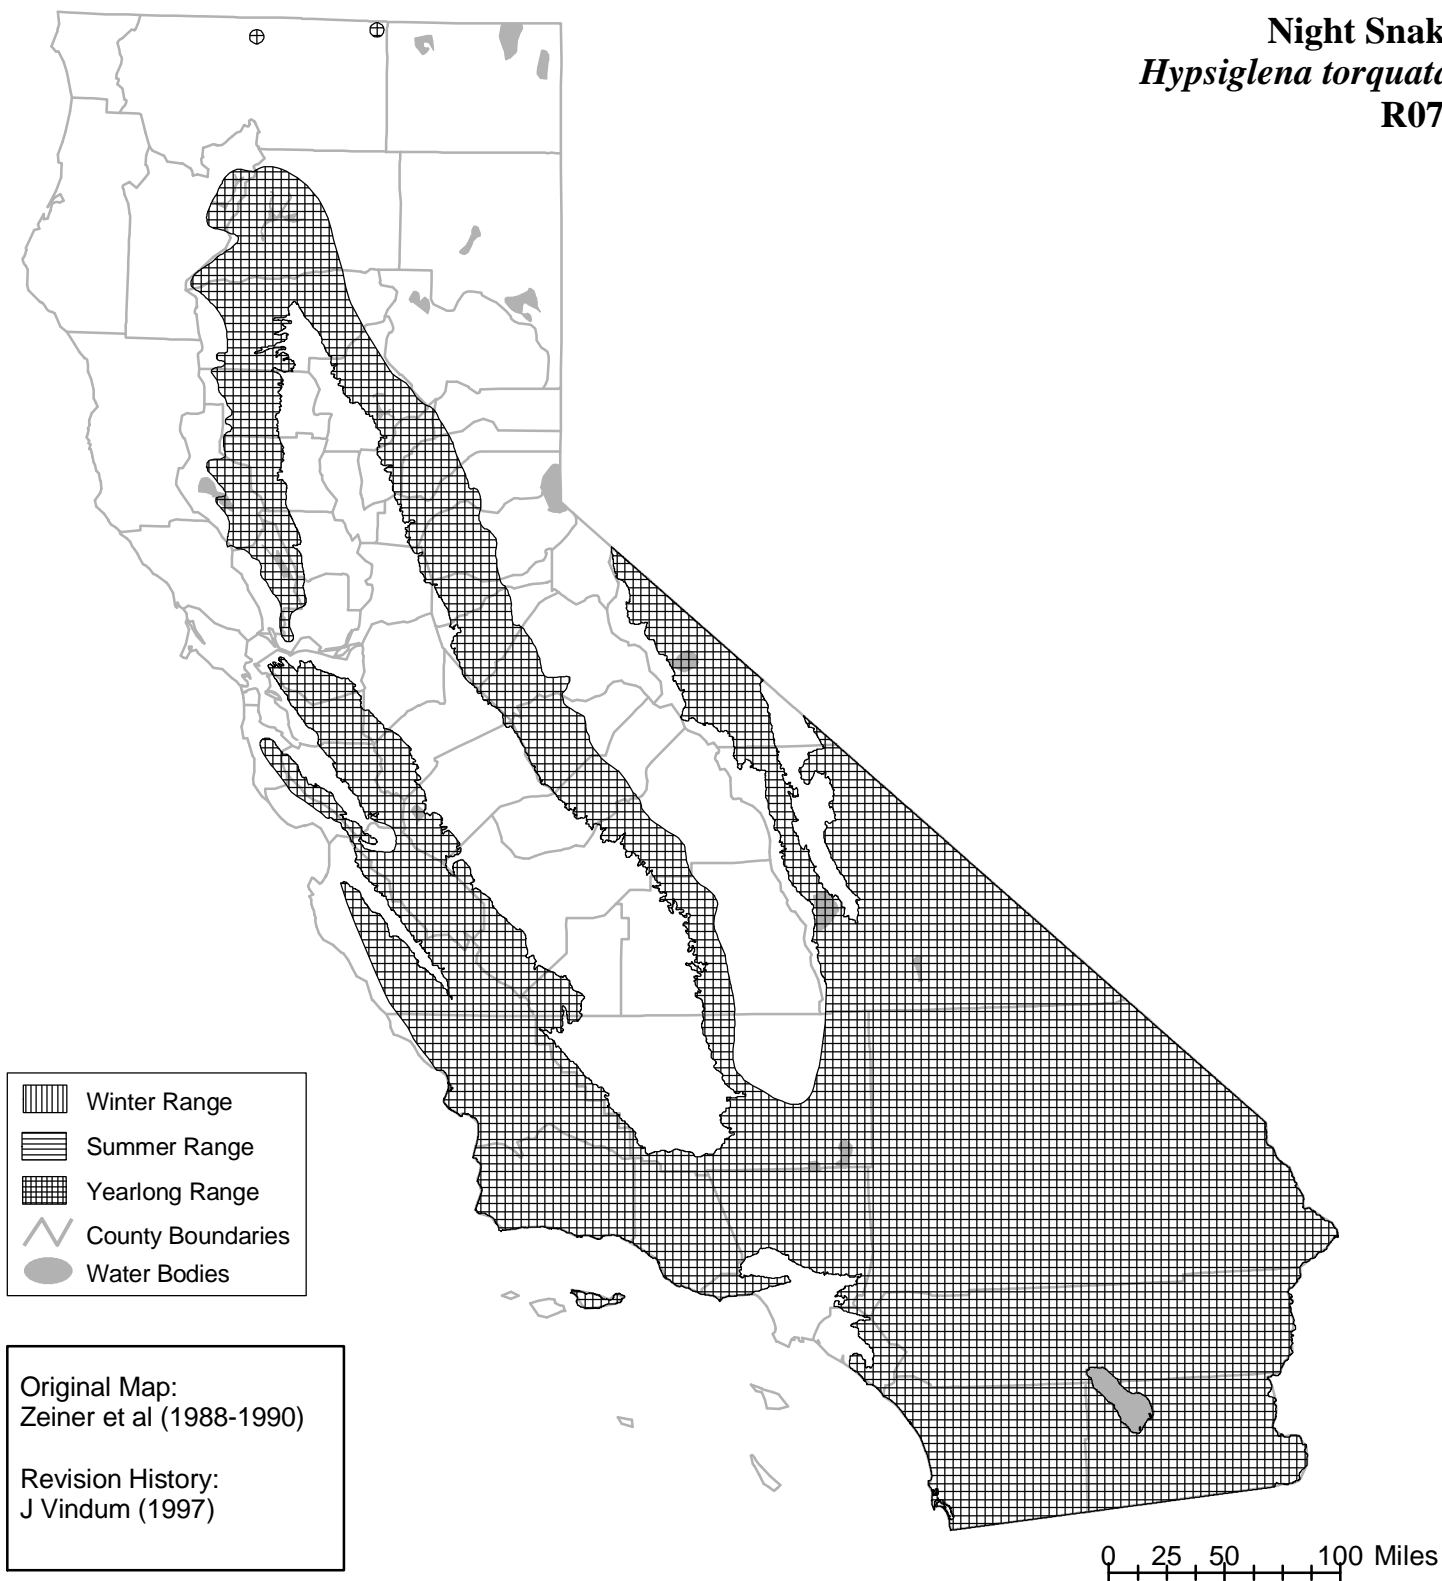 Night Snak
Hypsiglena torquata
R07
Winter Range
Summer Range
Yearlong Range
County Boundaries
Water Bodies
Original Map:
Zeiner et al (1988-1990)
Revision History:
J Vindum (1997)
0 25 50 100 Miles